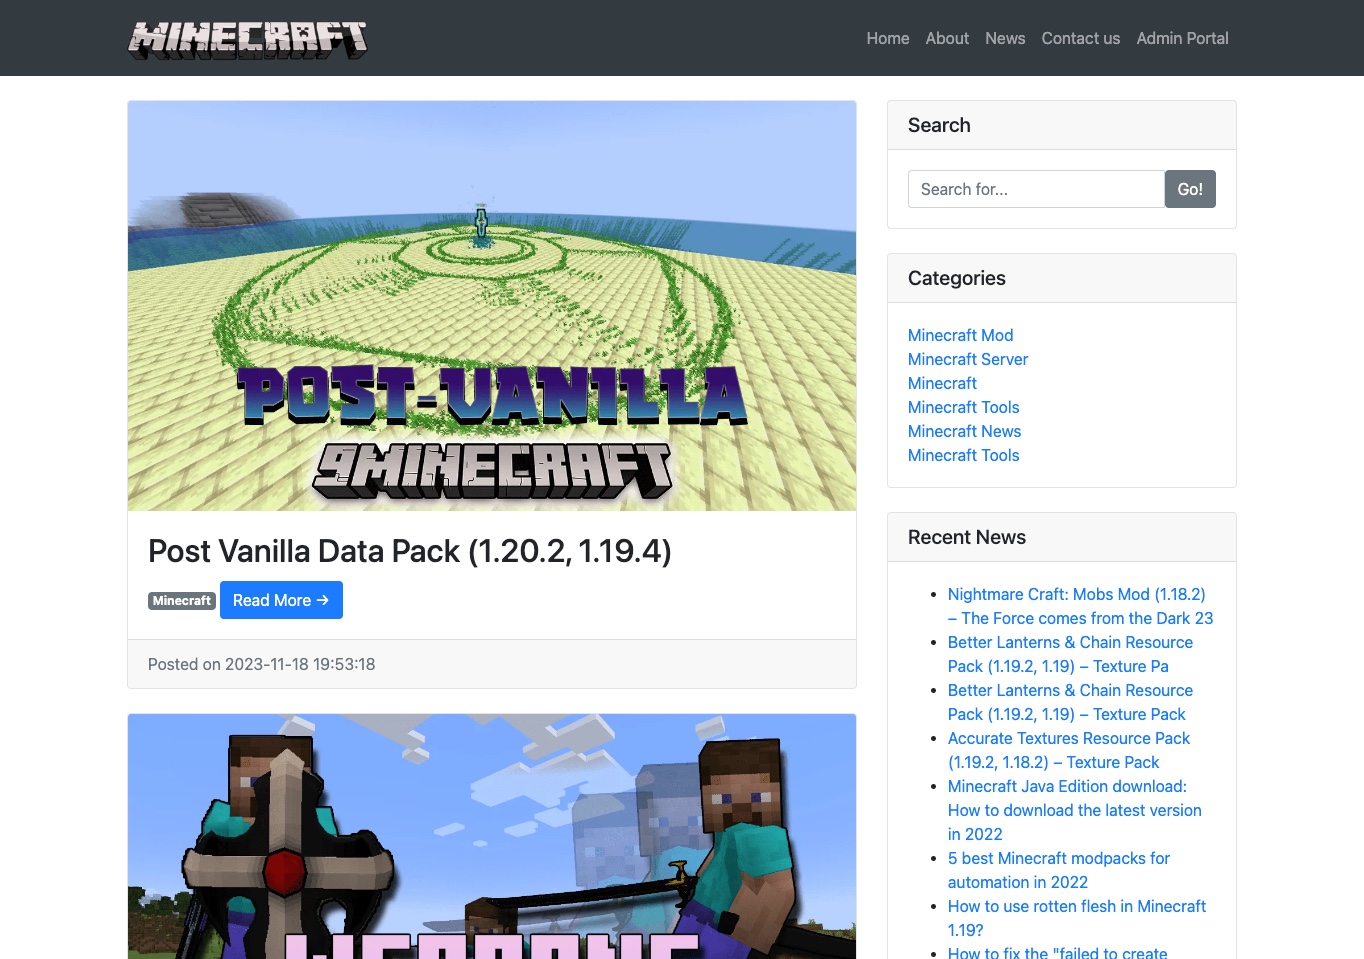 MINECRAFT
Home About News Contact us Admin Portal
POST-VANILLA
9MINECRAFT
Post Vanilla Data Pack (1.20.2, 1.19.4)
Minecraft Read More →
Posted on 2023-11-18 19:53:18
WEAPONS
Search
Search for... Go!
Categories
Minecraft Mod
Minecraft Server
Minecraft
Minecraft Tools
Minecraft News
Minecraft Tools
Recent News
Nightmare Craft: Mobs Mod (1.18.2)
– The Force comes from the Dark 23
Better Lanterns & Chain Resource
Pack (1.19.2, 1.19) – Texture Pa
Better Lanterns & Chain Resource
Pack (1.19.2, 1.19) – Texture Pack
Accurate Textures Resource Pack
(1.19.2, 1.18.2) – Texture Pack
Minecraft Java Edition download:
How to download the latest version
in 2022
5 best Minecraft modpacks for
automation in 2022
How to use rotten flesh in Minecraft
1.19?
How to fix the "failed to create